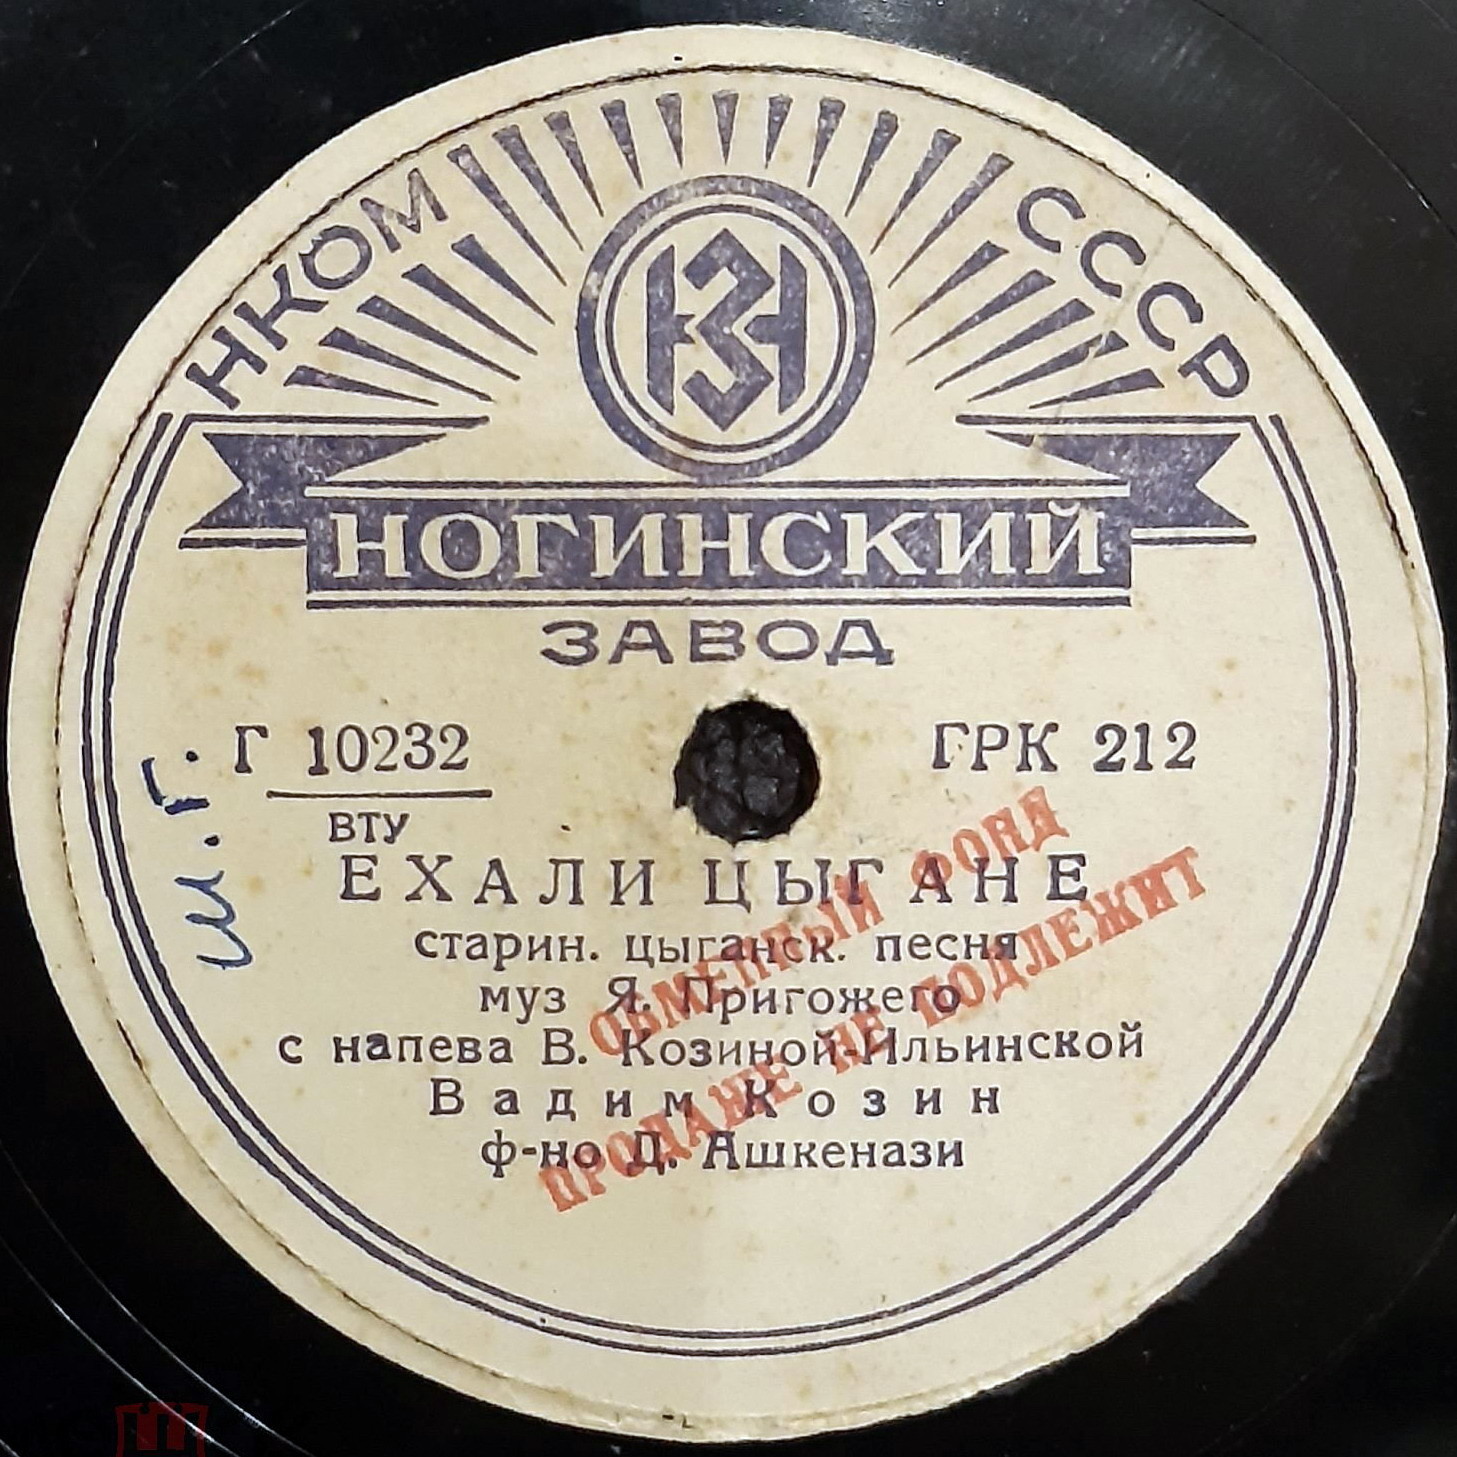 НКОМ СССР
НЗ
НОГИНСКИЙ
ЗАВОД
Г 10232 ГРК 212
ВТУ
ЕХАЛИ ЦЫГАНЕ
старин. цыганск. песня
муз Я. Пригожего
с напева В. Козиной-Ильинской
Вадим Козин
ф-но Д. Ашкенази
ОБМЕННЫЙ ФОНД
ПРОДАЖЕ НЕ ПОДЛЕЖИТ